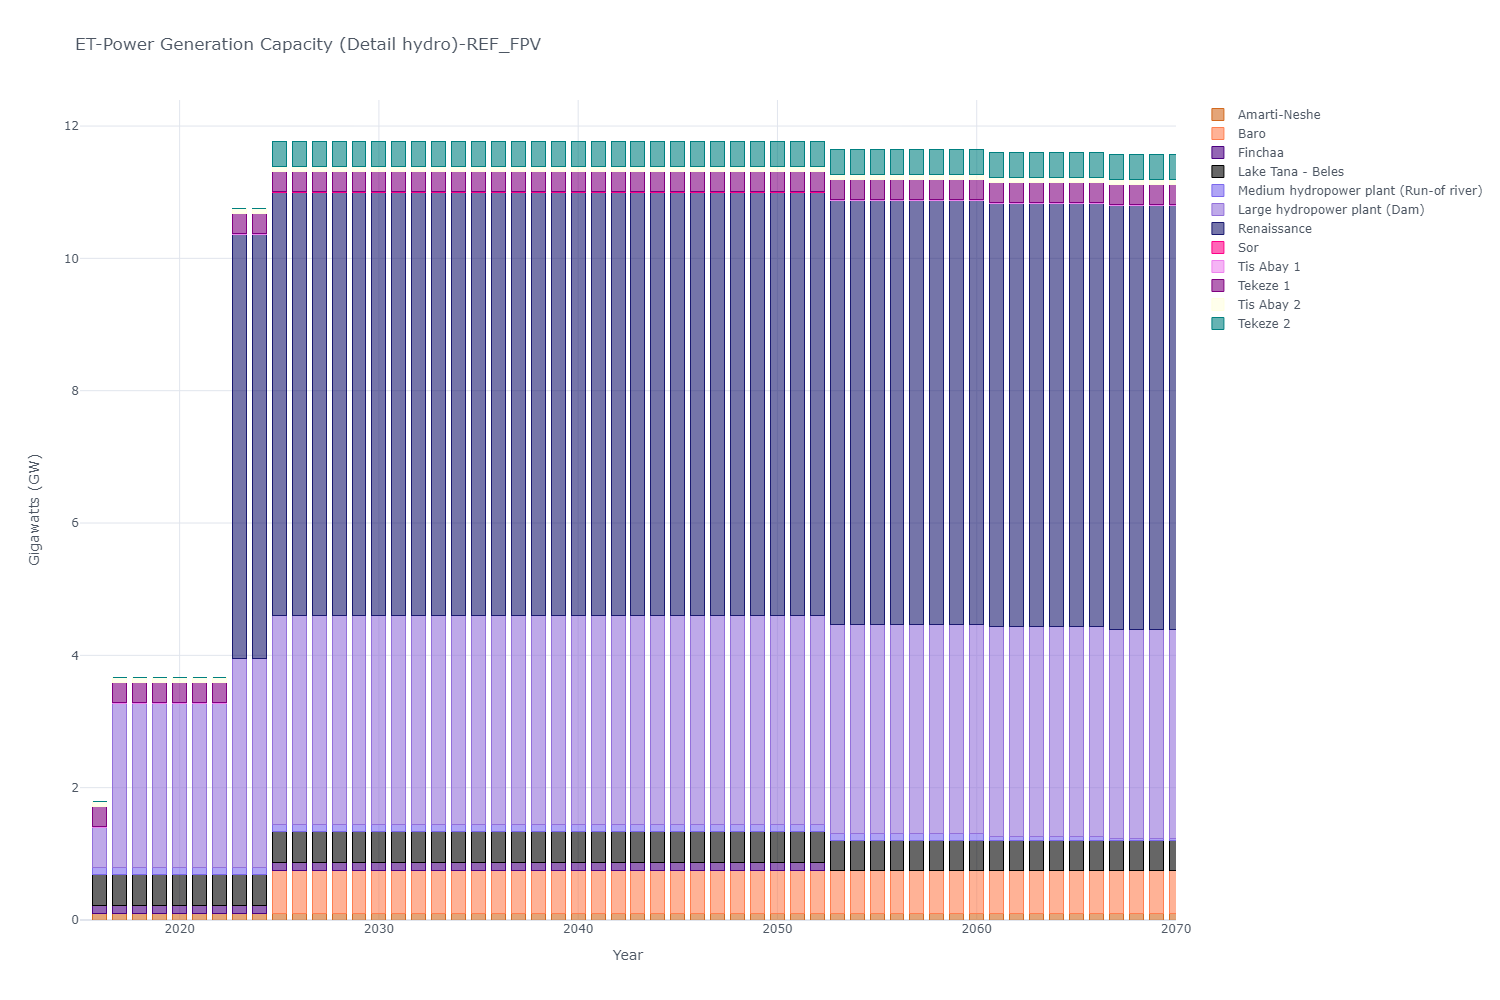 ET-Power Generation Capacity (Detail hydro)-REF_FPV
12
10
8
6
4
2
0
Gigawatts (GW)
2020
2030
2040
2050
2060
2070
Year
Amarti-Neshe
Baro
Finchaa
Lake Tana - Beles
Medium hydropower plant (Run-of river)
Large hydropower plant (Dam)
Renaissance
Sor
Tis Abay 1
Tekeze 1
Tis Abay 2
Tekeze 2